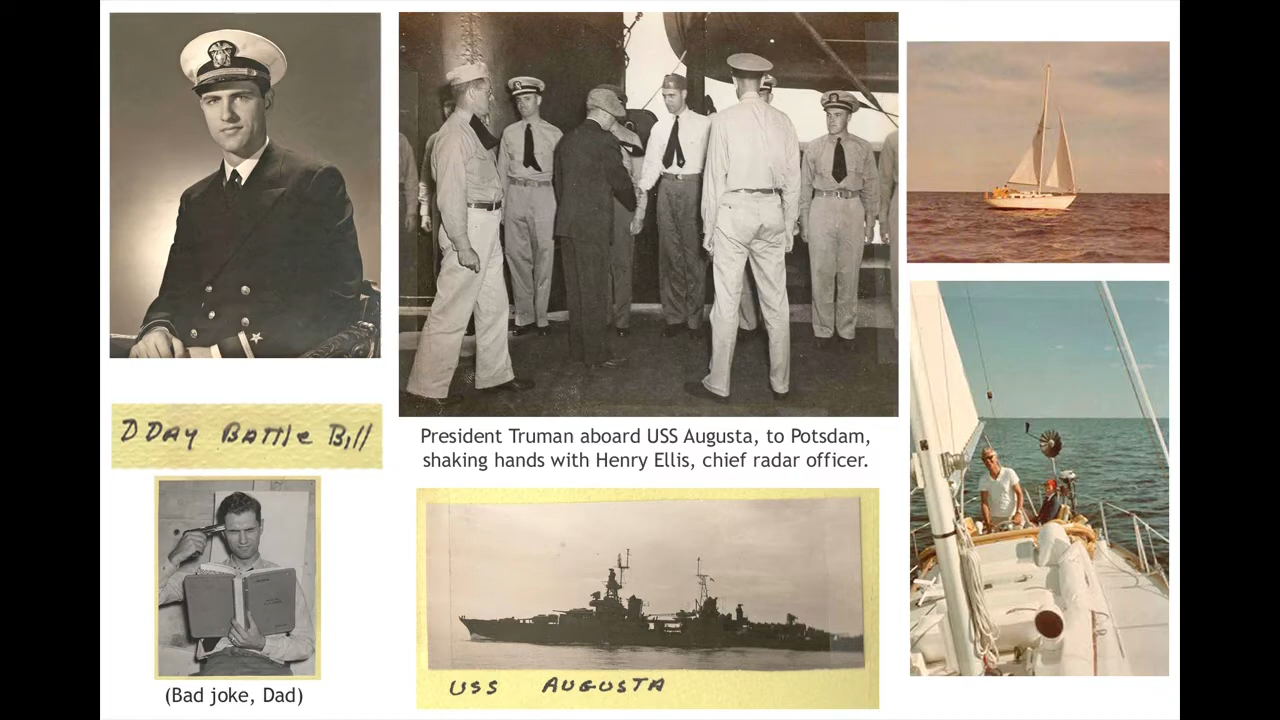 D DAY BATTLE BILL
(Bad joke, Dad)
President Truman aboard USS Augusta, to Potsdam,
shaking hands with Henry Ellis, chief radar officer.
USS AUGUSTA